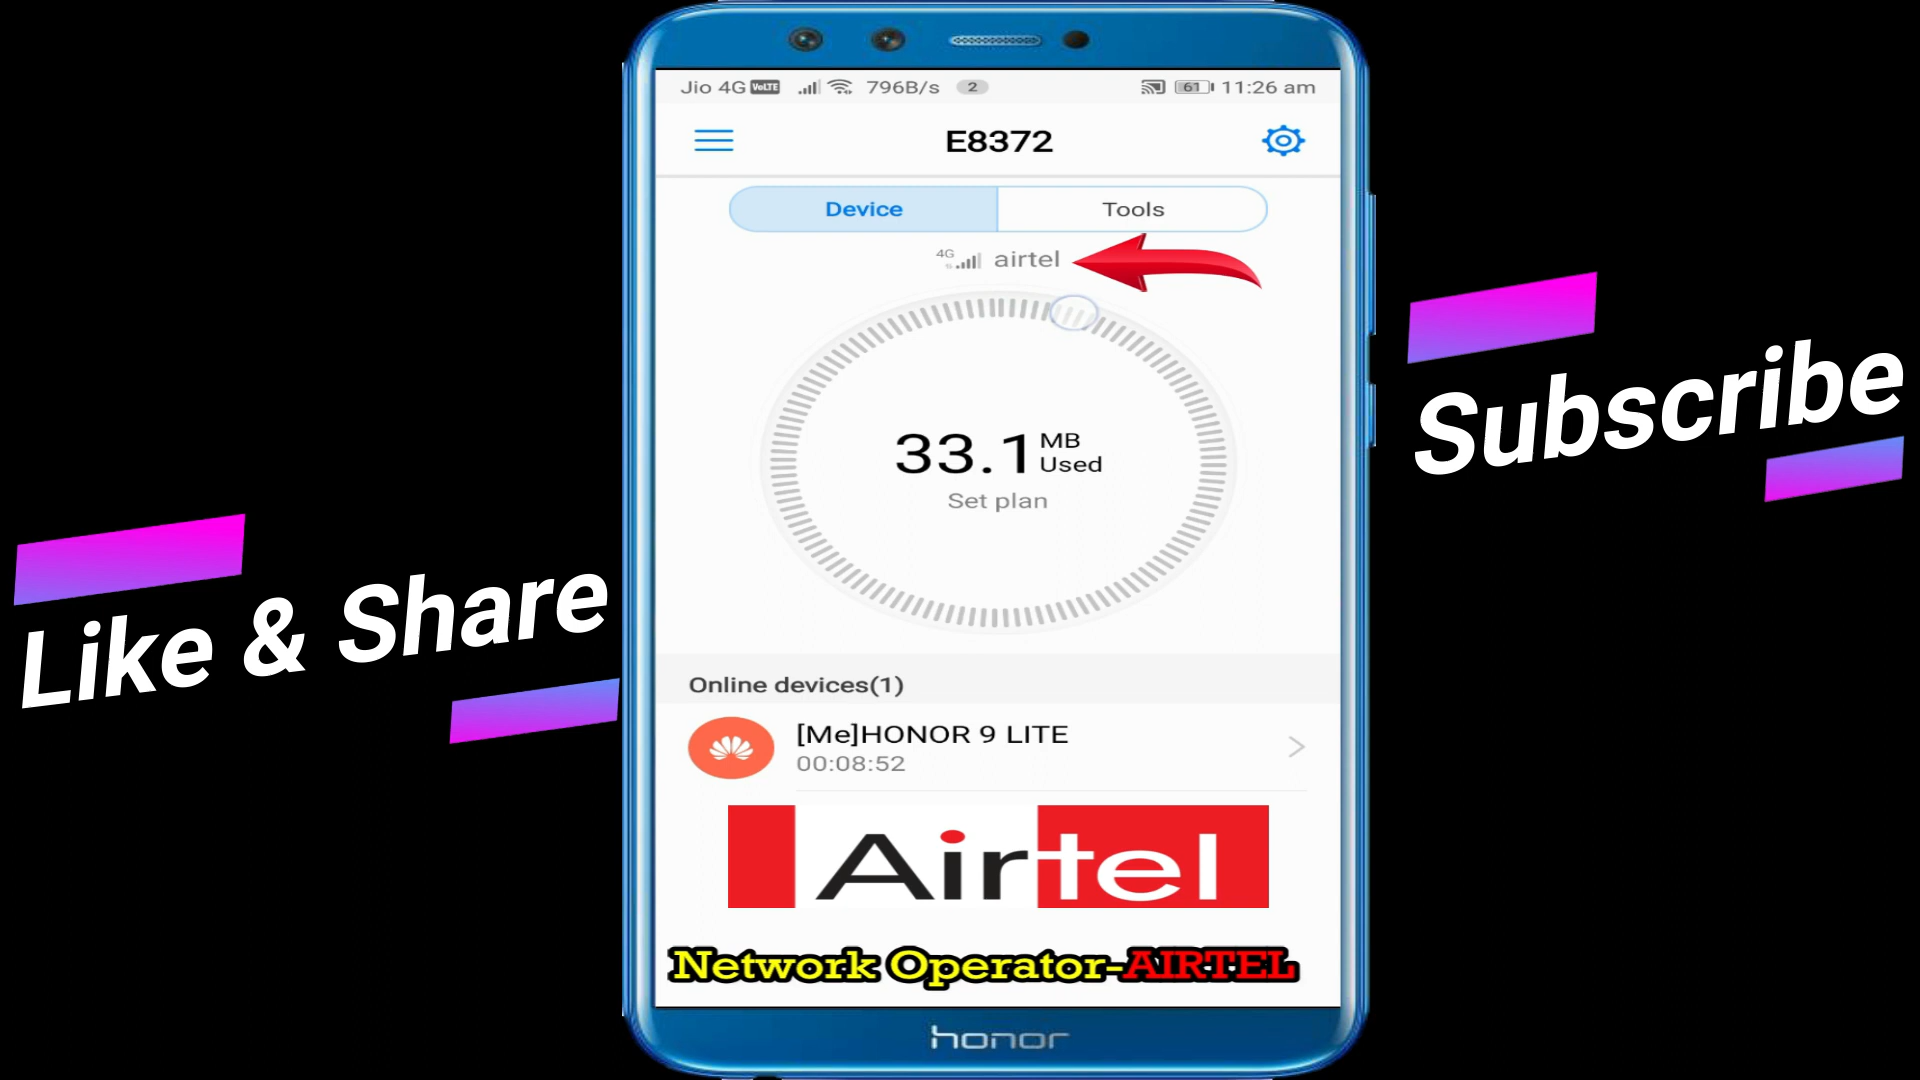 Jio 4G VoLTE 796B/s 2 61 11:26 am
E8372
Device Tools
4G airtel
33.1 MB Used
Set plan
Online devices(1)
[Me]HONOR 9 LITE
00:08:52
Airtel
Network Operator-AIRTEL
honor
Like & Share
Subscribe